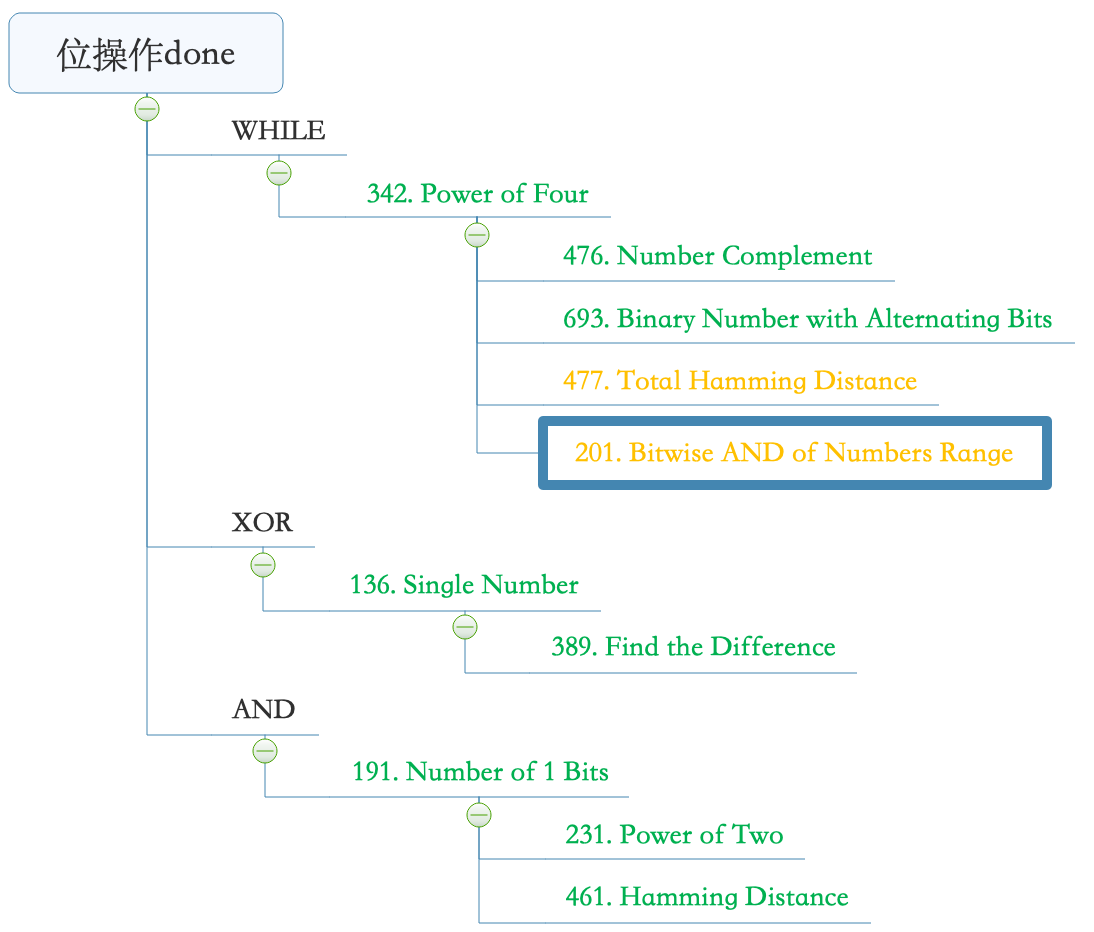 位操作done
WHILE
342. Power of Four
476. Number Complement
693. Binary Number with Alternating Bits
477. Total Hamming Distance
201. Bitwise AND of Numbers Range
XOR
136. Single Number
389. Find the Difference
AND
191. Number of 1 Bits
231. Power of Two
461. Hamming Distance